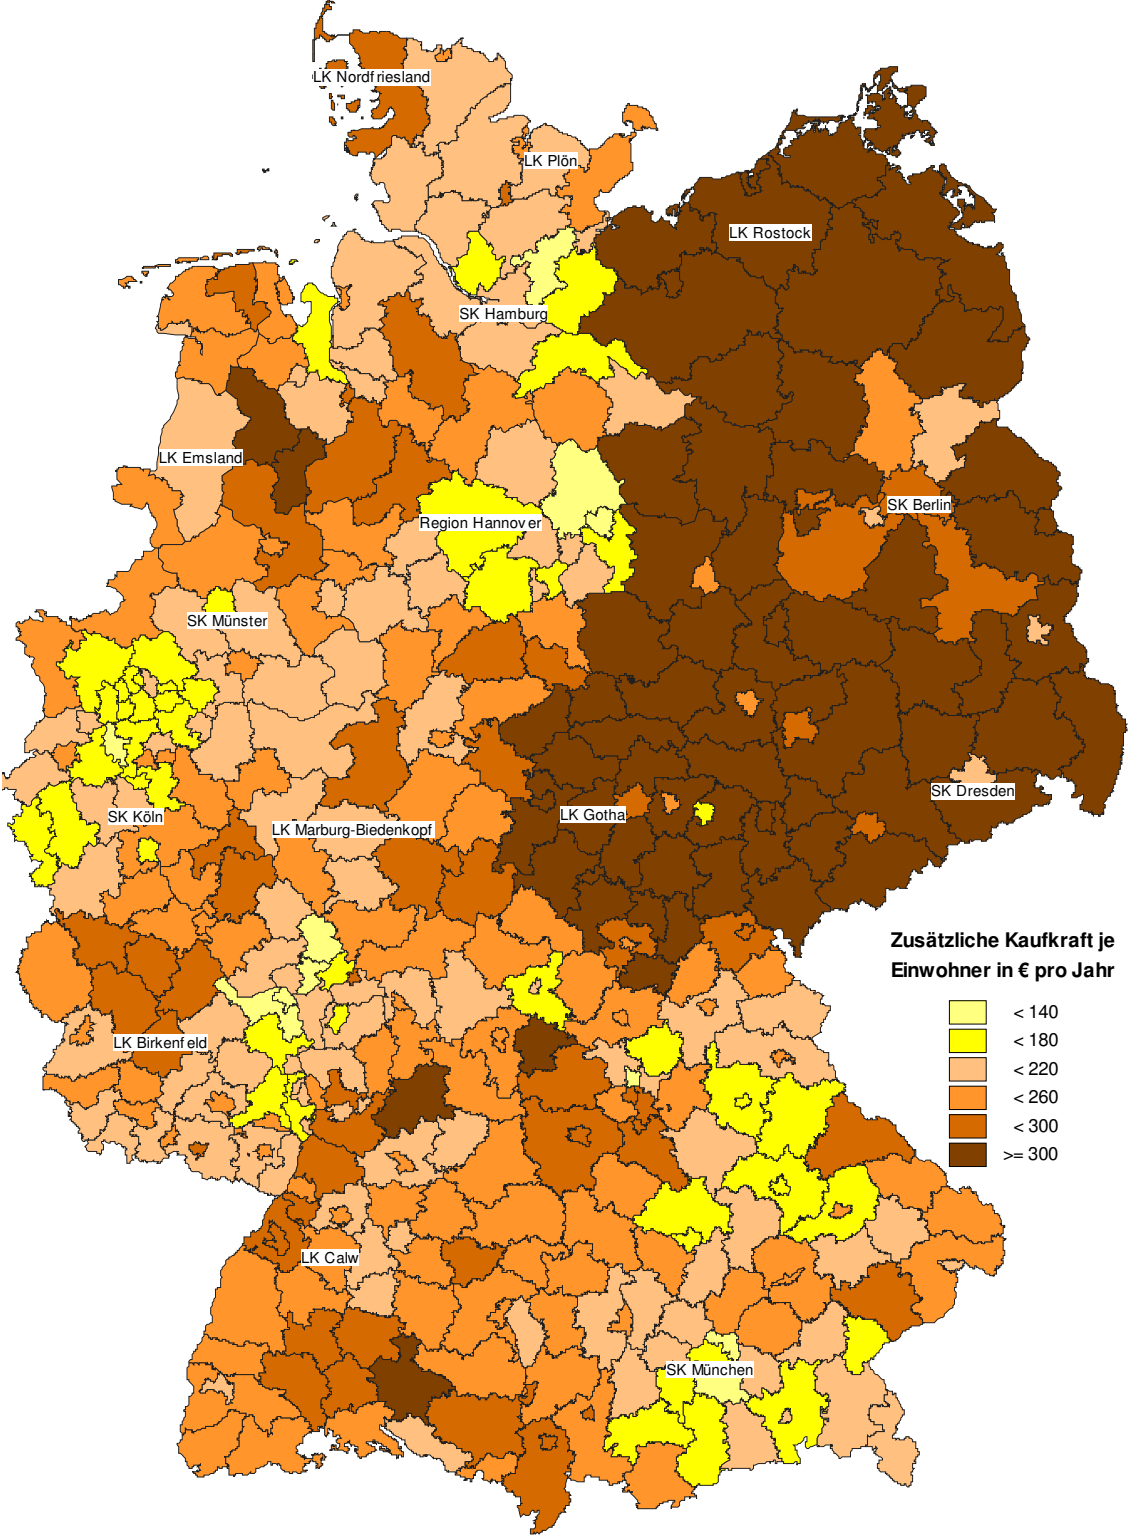 LK Nordfriesland
LK Plön
LK Rostock
SK Hamburg
LK Emsland
SK Berlin
Region Hannover
SK Münster
SK Dresden
LK Gotha
SK Köln
LK Marburg-Biedenkopf
Zusätzliche Kaufkraft je
Einwohner in € pro Jahr
< 140
< 180
< 220
< 260
< 300
>= 300
LK Birkenfeld
LK Calw
SK München